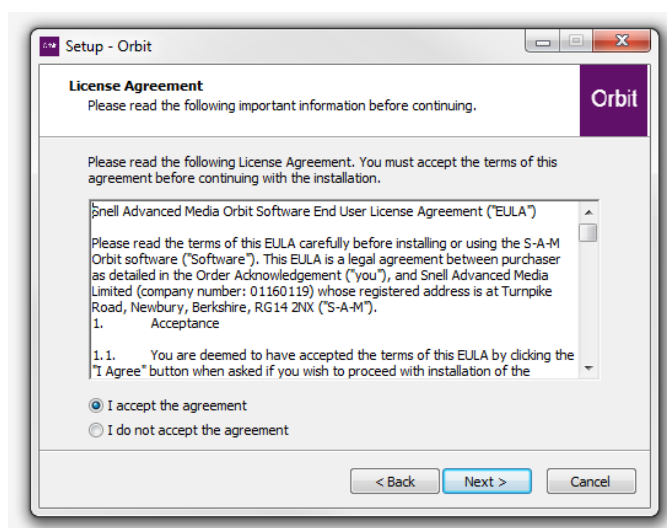 Setup - Orbit
License Agreement
Please read the following important information before continuing.
Orbit
Please read the following License Agreement. You must accept the terms of this
agreement before continuing with the installation.
Snell Advanced Media Orbit Software End User License Agreement ("EULA")
Please read the terms of this EULA carefully before installing or using the S-A-M
Orbit software ("Software"). This EULA is a legal agreement between purchaser
as detailed in the Order Acknowledgement ("you"), and Snell Advanced Media
Limited (company number: 01160119) whose registered address is at Turnpike
Road, Newbury, Berkshire, RG14 2NX ("S-A-M").
1. Acceptance
1.1. You are deemed to have accepted the terms of this EULA by clicking the
"I Agree" button when asked if you wish to proceed with installation of the
I accept the agreement
I do not accept the agreement
< Back Next > Cancel